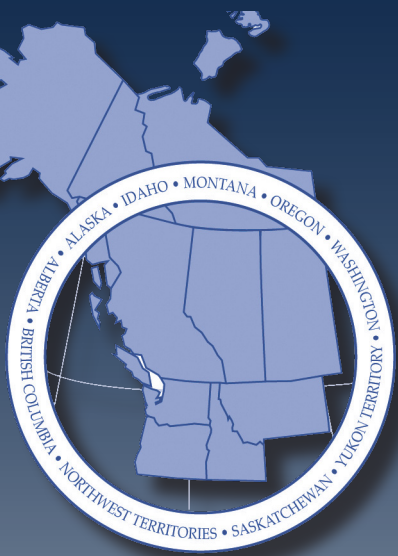 ALBERTA • ALASKA • IDAHO • MONTANA • OREGON • WASHINGTON • YUKON TERRITORY • SASKATCHEWAN • NORTHWEST TERRITORIES • BRITISH COLUMBIA •